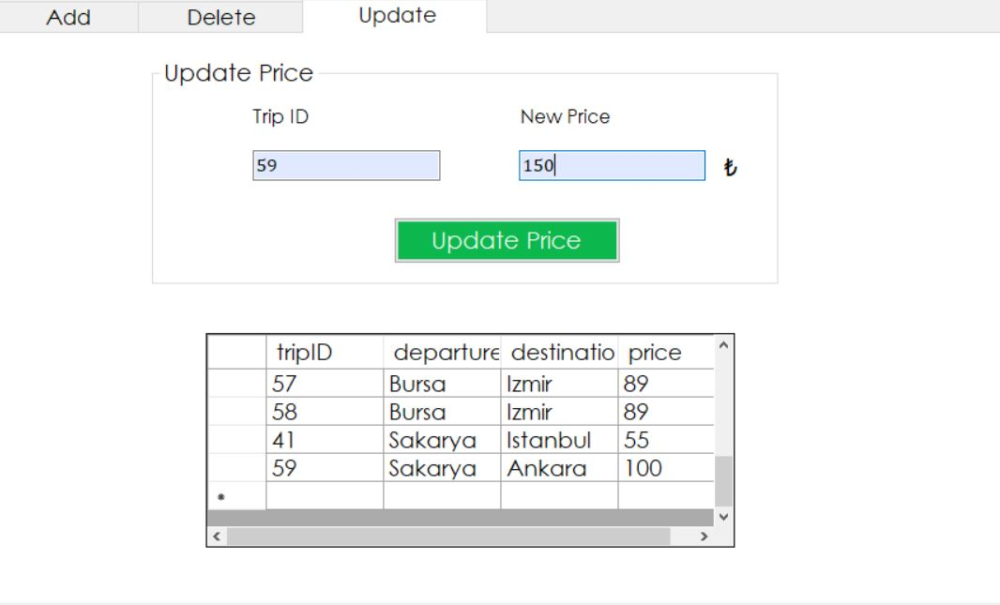 Add Delete Update
Update Price
Trip ID New Price
59 150 ₺
Update Price
tripID departure destinatio price
57 Bursa Izmir 89
58 Bursa Izmir 89
41 Sakarya Istanbul 55
59 Sakarya Ankara 100
*